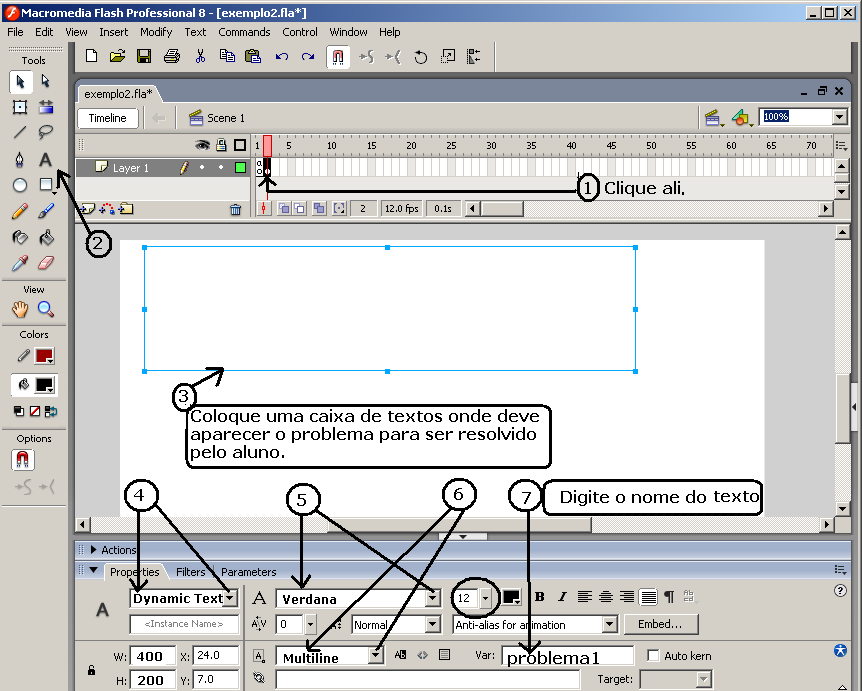 Macromedia Flash Professional 8 - [exemplo2.fla*]
File Edit View Insert Modify Text Commands Control Window Help
Tools
exemplo2.fla*
Timeline Scene 1 100%
1 5 10 15 20 25 30 35 40 45 50 55 60 65 70
Layer 1
1 Clique ali.
2 12.0 fps 0.1s
2
View
Colors
Options
3
Coloque uma caixa de textos onde deve
aparecer o problema para ser resolvido
pelo aluno.
4 5 6 7 Digite o nome do texto
Actions
Properties Filters Parameters
A Dynamic Text A Verdana 12 B I
<Instance Name> A|V 0 Normal Anti-alias for animation Embed...
W: 400 X: 24.0 Multiline AB <> Var: problema1 Auto kern
H: 200 Y: 7.0 Target: